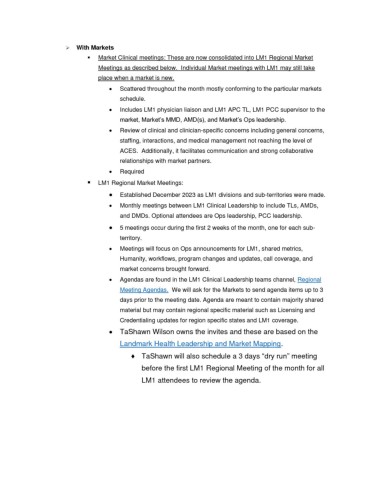 ➢ With Markets
▪ Market Clinical meetings: These are now consolidated into LM1 Regional Market
Meetings as described below.  Individual Market meetings with LM1 may still take
place when a market is new.
• Scattered throughout the month mostly conforming to the particular markets
schedule.
• Includes LM1 physician liaison and LM1 APC TL, LM1 PCC supervisor to the
market, Market's MMD, AMD(s), and Market's Ops leadership.
• Review of clinical and clinician-specific concerns including general concerns,
staffing, interactions, and medical management not reaching the level of
ACES.  Additionally, it facilitates communication and strong collaborative
relationships with market partners.
• Required
▪ LM1 Regional Market Meetings:
• Established December 2023 as LM1 divisions and sub-territories were made.
• Monthly meetings between LM1 Clinical Leadership to include TLs, AMDs,
and DMDs. Optional attendees are Ops leadership, PCC leadership.
• 5 meetings occur during the first 2 weeks of the month, one for each sub-
territory.
• Meetings will focus on Ops announcements for LM1, shared metrics,
Humanity, workflows, program changes and updates, call coverage, and
market concerns brought forward.
• Agendas are found in the LM1 Clinical Leadership teams channel, Regional
Meeting Agendas.  We will ask for the Markets to send agenda items up to 3
days prior to the meeting date. Agenda are meant to contain majority shared
material but may contain regional specific material such as Licensing and
Credentialing updates for region specific states and LM1 coverage.
• TaShawn Wilson owns the invites and these are based on the
Landmark Health Leadership and Market Mapping.
♦ TaShawn will also schedule a 3 days "dry run" meeting
before the first LM1 Regional Meeting of the month for all
LM1 attendees to review the agenda.